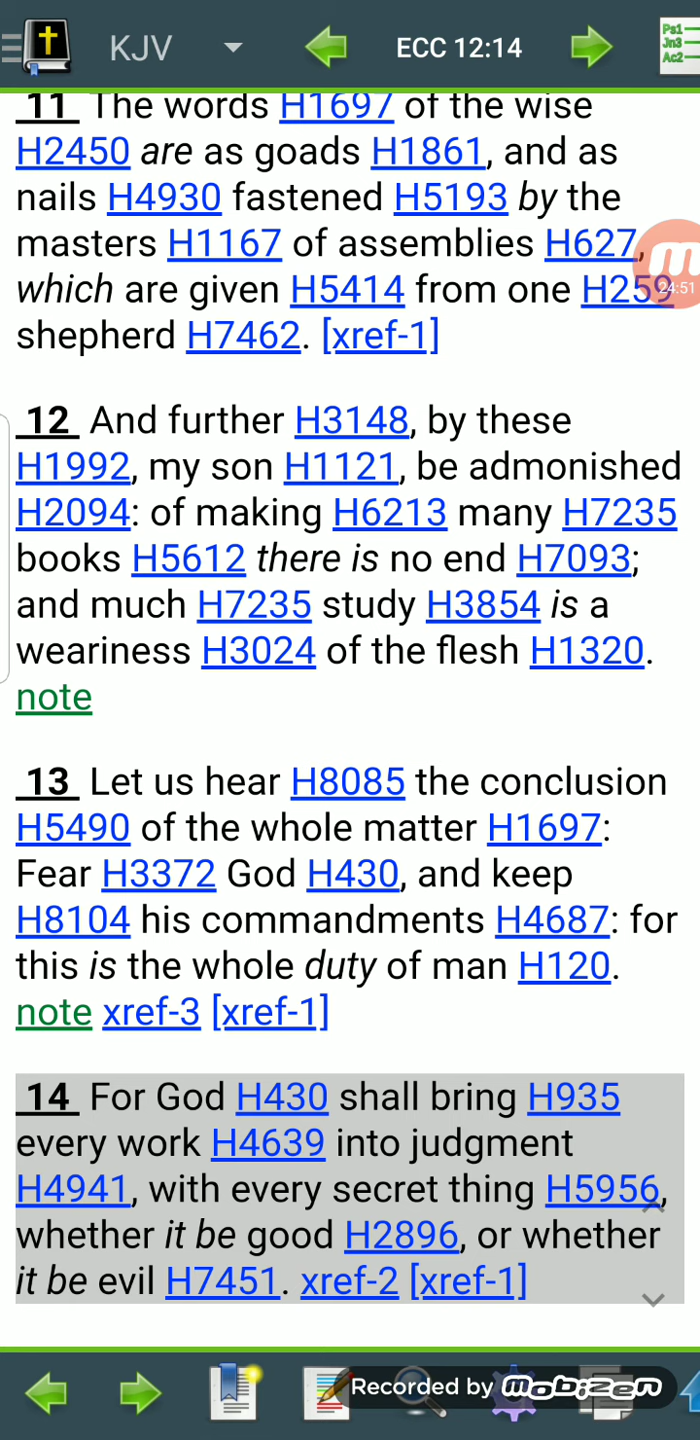 KJV
ECC 12:14
Ps1
Jn3
Ac2
11 The words H1697 of the wise
H2450 are as goads H1861, and as
nails H4930 fastened H5193 by the
masters H1167 of assemblies H627,
which are given H5414 from one H259
shepherd H7462. [xref-1]
m
24:51
12 And further H3148, by these
H1992, my son H1121, be admonished
H2094: of making H6213 many H7235
books H5612 there is no end H7093;
and much H7235 study H3854 is a
weariness H3024 of the flesh H1320.
note
13 Let us hear H8085 the conclusion
H5490 of the whole matter H1697:
Fear H3372 God H430, and keep
H8104 his commandments H4687: for
this is the whole duty of man H120.
note xref-3 [xref-1]
14 For God H430 shall bring H935
every work H4639 into judgment
H4941, with every secret thing H5956,
whether it be good H2896, or whether
it be evil H7451. xref-2 [xref-1]
Recorded by mobizen